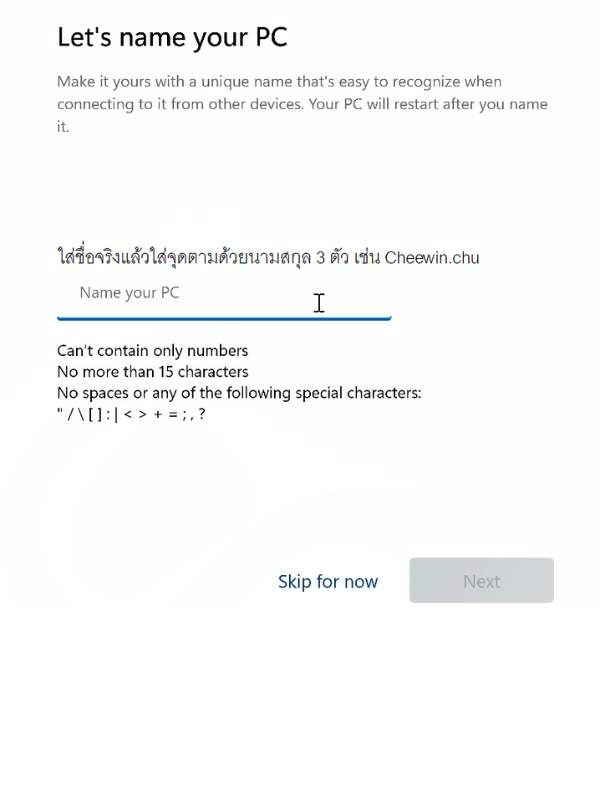 Let's name your PC
Make it yours with a unique name that's easy to recognize when
connecting to it from other devices. Your PC will restart after you name
it.
ใส่ชื่อจริงแล้วใส่จุดตามด้วยนามสกุล 3 ตัว เช่น Cheewin.chu
Name your PC
Can't contain only numbers
No more than 15 characters
No spaces or any of the following special characters:
" / \ [ ] : | < > + = ; , ?
Skip for now
Next